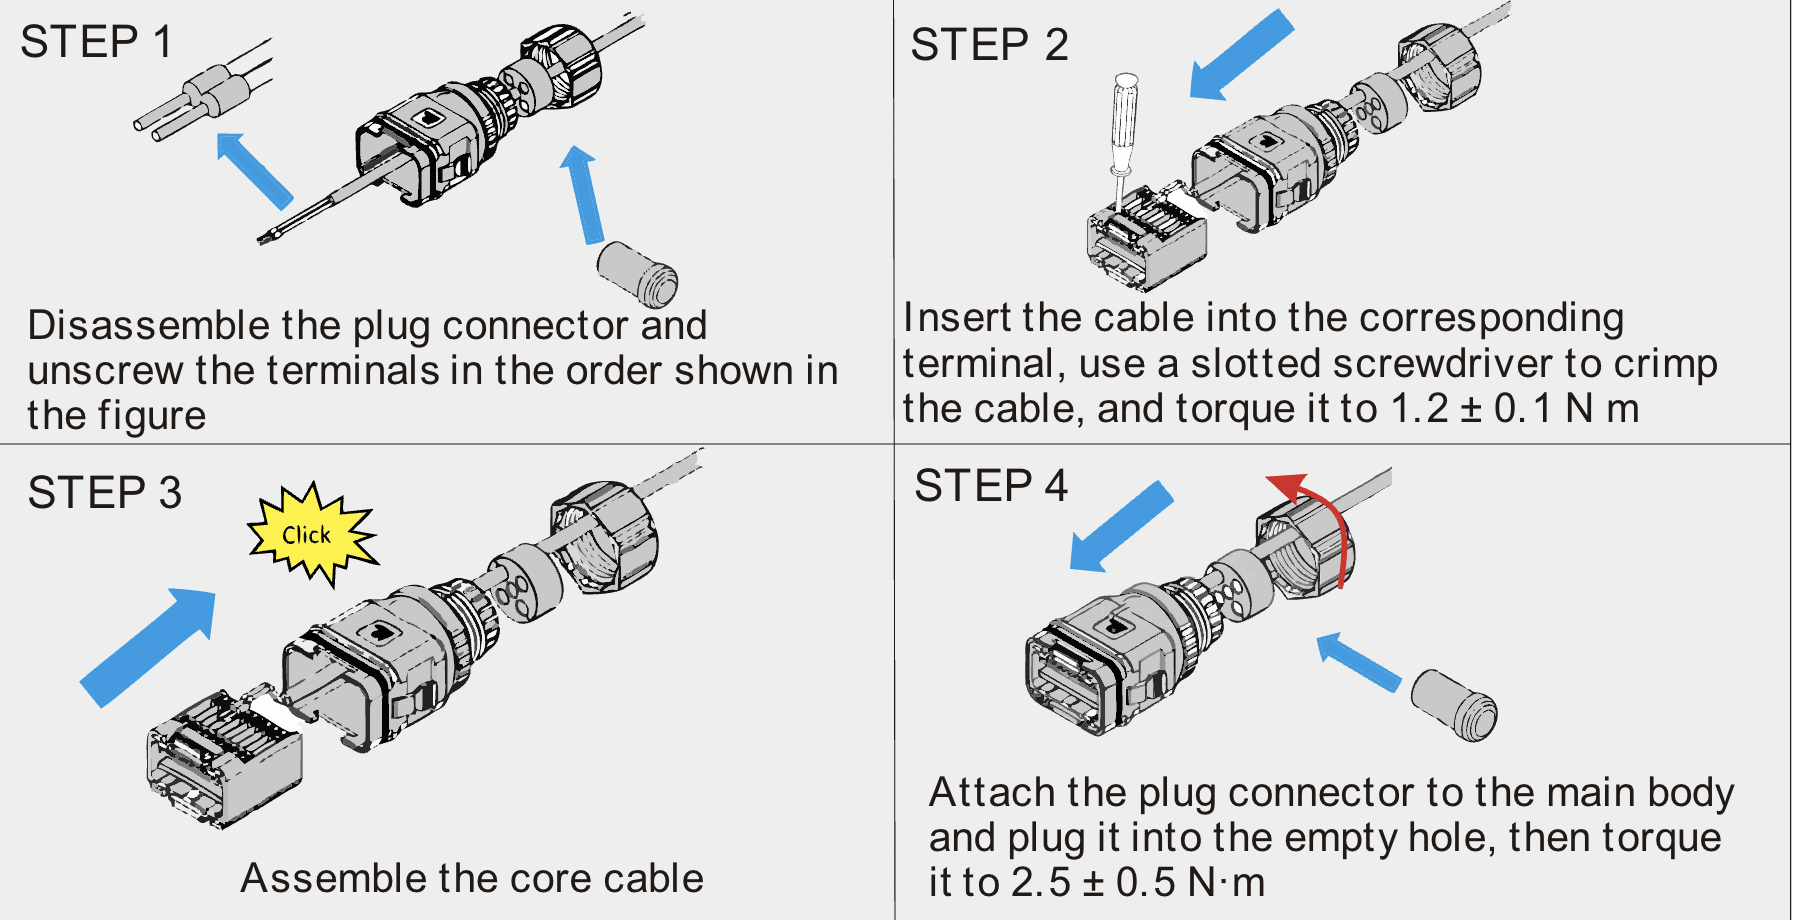 STEP 1
Disassemble the plug connector and
unscrew the terminals in the order shown in
the figure
STEP 2
Insert the cable into the corresponding
terminal, use a slotted screwdriver to crimp
the cable, and torque it to 1.2 ± 0.1 N m
STEP 3
Click
Assemble the core cable
STEP 4
Attach the plug connector to the main body
and plug it into the empty hole, then torque
it to 2.5 ± 0.5 N·m